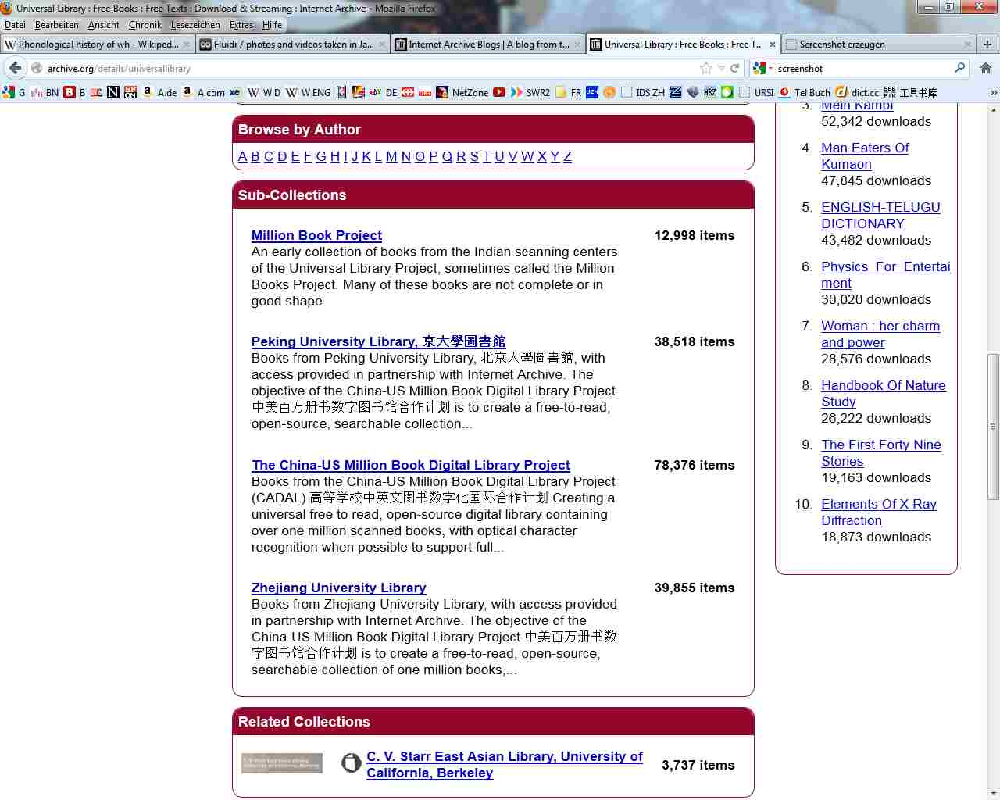 Universal Library : Free Books : Free Texts : Download & Streaming : Internet Archive - Mozilla Firefox
Datei Bearbeiten Ansicht Chronik Lesezeichen Extras Hilfe
Phonological history of wh - Wikiped...
Fluidr / photos and videos taken in Ja...
Internet Archive Blogs | A blog from t...
Universal Library : Free Books : Free T...
Screenshot erzeugen
archive.org/details/universallibrary
screenshot
G BN B A.de A.com W D W ENG DE NetZone SWR2 FR UZH IDS ZH HBZ URSI Tel Buch dict.cc 工具书库
Browse by Author
A B C D E F G H I J K L M N O P Q R S T U V W X Y Z
Sub-Collections
Million Book Project 12,998 items
An early collection of books from the Indian scanning centers
of the Universal Library Project, sometimes called the Million
Books Project. Many of these books are not complete or in
good shape.
Peking University Library, 京大學圖書館 38,518 items
Books from Peking University Library, 北京大學圖書館, with
access provided in partnership with Internet Archive. The
objective of the China-US Million Book Digital Library Project
中美百万册书数字图书馆合作计划 is to create a free-to-read,
open-source, searchable collection...
The China-US Million Book Digital Library Project 78,376 items
Books from the China-US Million Book Digital Library Project
(CADAL) 高等学校中英文图书数字化国际合作计划 Creating a
universal free to read, open-source digital library containing
over one million scanned books, with optical character
recognition when possible to support full...
Zhejiang University Library 39,855 items
Books from Zhejiang University Library, with access provided
in partnership with Internet Archive. The objective of the
China-US Million Book Digital Library Project 中美百万册书数
字图书馆合作计划 is to create a free-to-read, open-source,
searchable collection of one million books,...
Related Collections
C. V. Starr East Asian Library, University of
California, Berkeley
3,737 items
3. Mein Kampf
52,342 downloads
4. Man Eaters Of
Kumaon
47,845 downloads
5. ENGLISH-TELUGU
DICTIONARY
43,482 downloads
6. Physics For Entertai
ment
30,020 downloads
7. Woman : her charm
and power
28,576 downloads
8. Handbook Of Nature
Study
26,222 downloads
9. The First Forty Nine
Stories
19,163 downloads
10. Elements Of X Ray
Diffraction
18,873 downloads